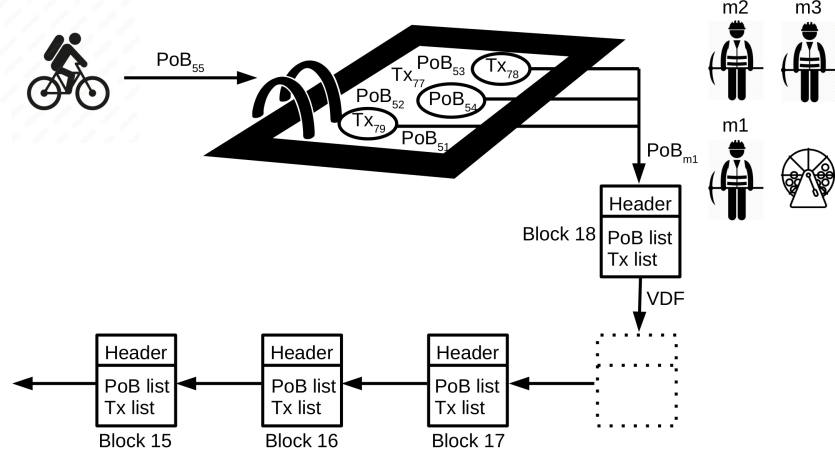 m2
m3
PoB55
PoB53
Tx78
Tx77
PoB52
PoB54
Tx79
PoB51
m1
PoBm1
Header
Block 18
PoB list
Tx list
VDF
Header
PoB list
Tx list
Block 15
Header
PoB list
Tx list
Block 16
Header
PoB list
Tx list
Block 17